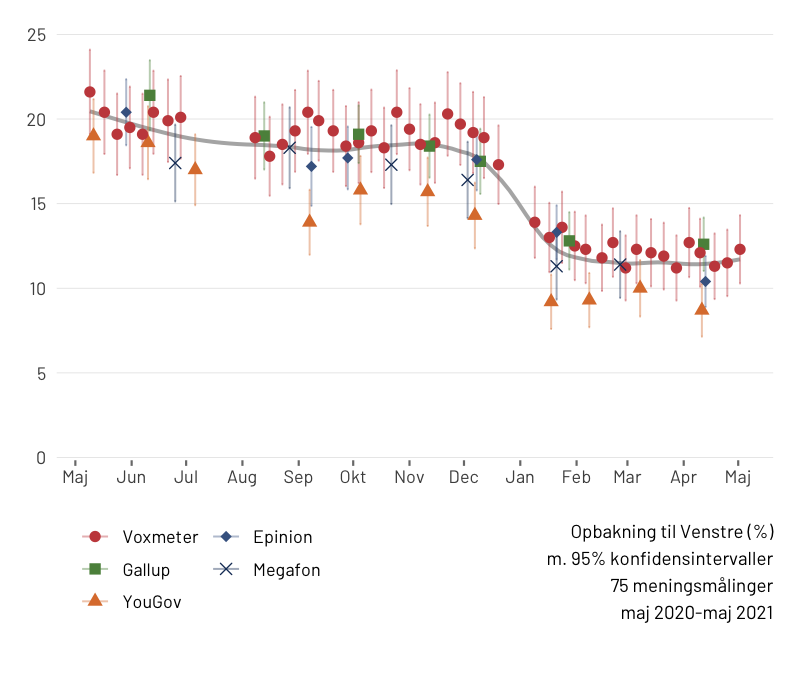 25
20
15
10
5
0
Maj Jun Jul Aug Sep Okt Nov Dec Jan Feb Mar Apr Maj
Voxmeter Epinion
Gallup Megafon
YouGov
Opbakning til Venstre (%)
m. 95% konfidensintervaller
75 meningsmålinger
maj 2020-maj 2021